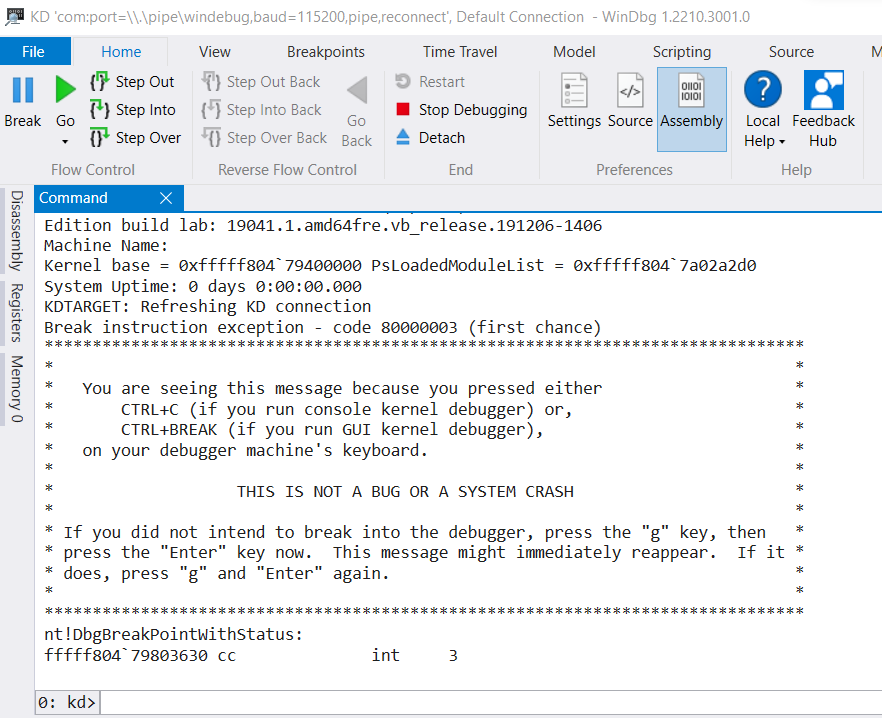 KD 'com:port=\\.\pipe\windebug,baud=115200,pipe,reconnect', Default Connection - WinDbg 1.2210.3001.0
File Home View Breakpoints Time Travel Model Scripting Source M
Break
Go
Step Out
Step Into
Step Over
Flow Control
Step Out Back
Step Into Back
Step Over Back
Go Back
Reverse Flow Control
Restart
Stop Debugging
Detach
End
Settings Source Assembly
Preferences
Local Help
Feedback Hub
Help
Disassembly
Registers
Memory 0
Command
Edition build lab: 19041.1.amd64fre.vb_release.191206-1406
Machine Name:
Kernel base = 0xfffff804`79400000 PsLoadedModuleList = 0xfffff804`7a02a2d0
System Uptime: 0 days 0:00:00.000
KDTARGET: Refreshing KD connection
Break instruction exception - code 80000003 (first chance)
*******************************************************************************
*                                                                             *
*   You are seeing this message because you pressed either                    *
*       CTRL+C (if you run console kernel debugger) or,                       *
*       CTRL+BREAK (if you run GUI kernel debugger),                          *
*   on your debugger machine's keyboard.                                      *
*                                                                             *
*                   THIS IS NOT A BUG OR A SYSTEM CRASH                       *
*                                                                             *
* If you did not intend to break into the debugger, press the "g" key, then   *
* press the "Enter" key now.  This message might immediately reappear.  If it *
* does, press "g" and "Enter" again.                                          *
*                                                                             *
*******************************************************************************
nt!DbgBreakPointWithStatus:
fffff804`79803630 cc              int     3
0: kd>